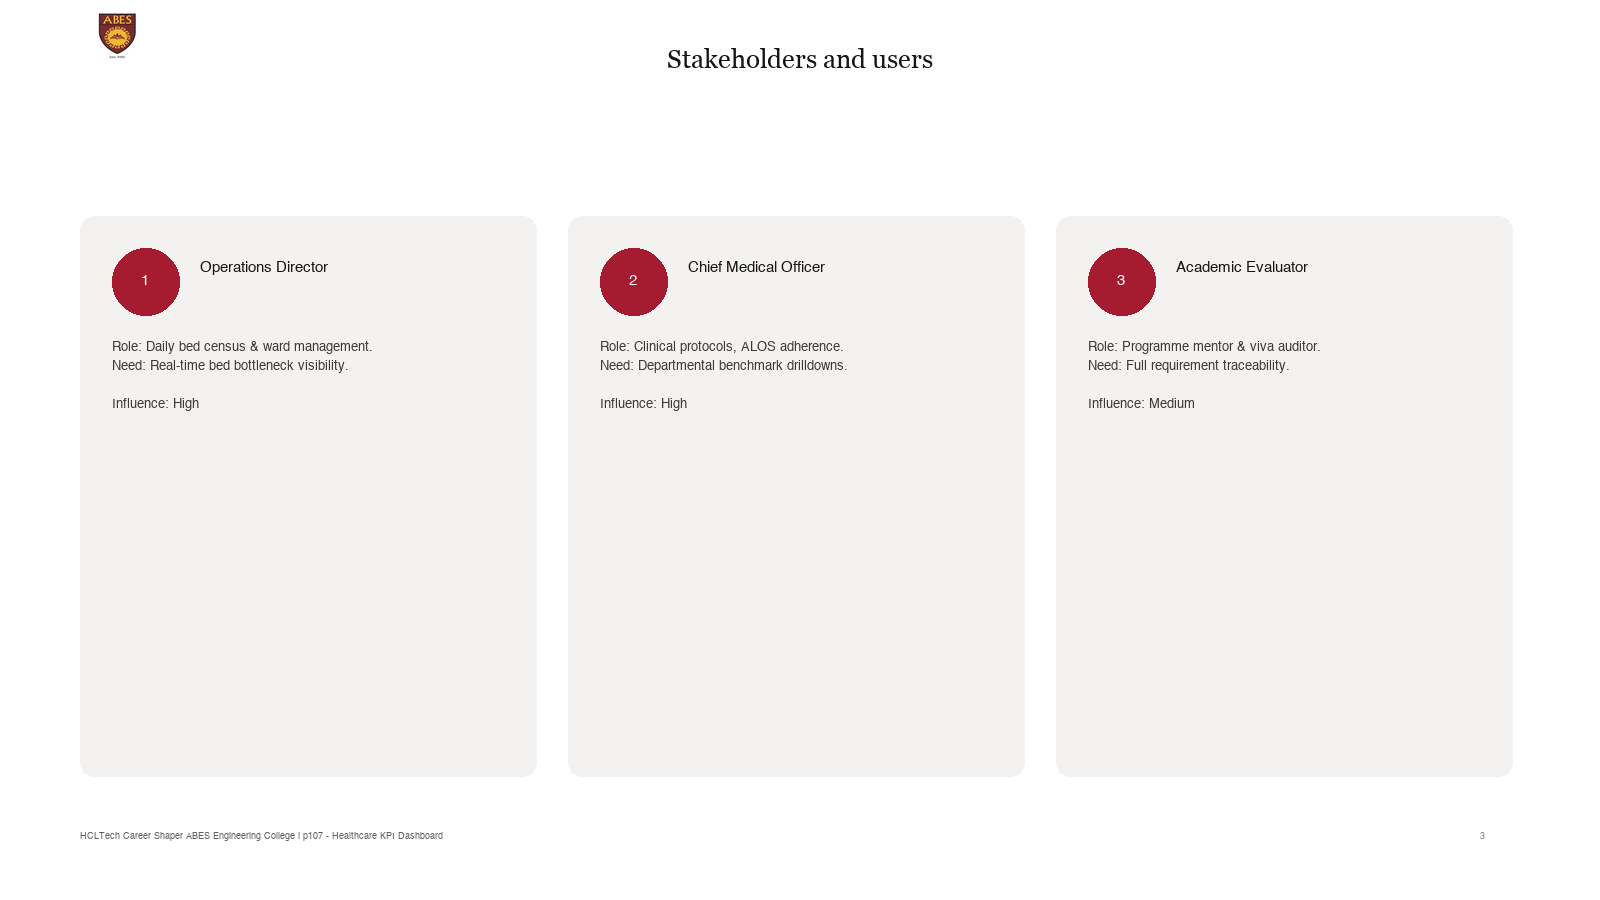 ABES
Stakeholders and users
1
Operations Director
Role: Daily bed census & ward management.
Need: Real-time bed bottleneck visibility.
Influence: High
2
Chief Medical Officer
Role: Clinical protocols, ALOS adherence.
Need: Departmental benchmark drilldowns.
Influence: High
3
Academic Evaluator
Role: Programme mentor & viva auditor.
Need: Full requirement traceability.
Influence: Medium
HCLTech Career Shaper ABES Engineering College | p107 - Healthcare KPI Dashboard
3